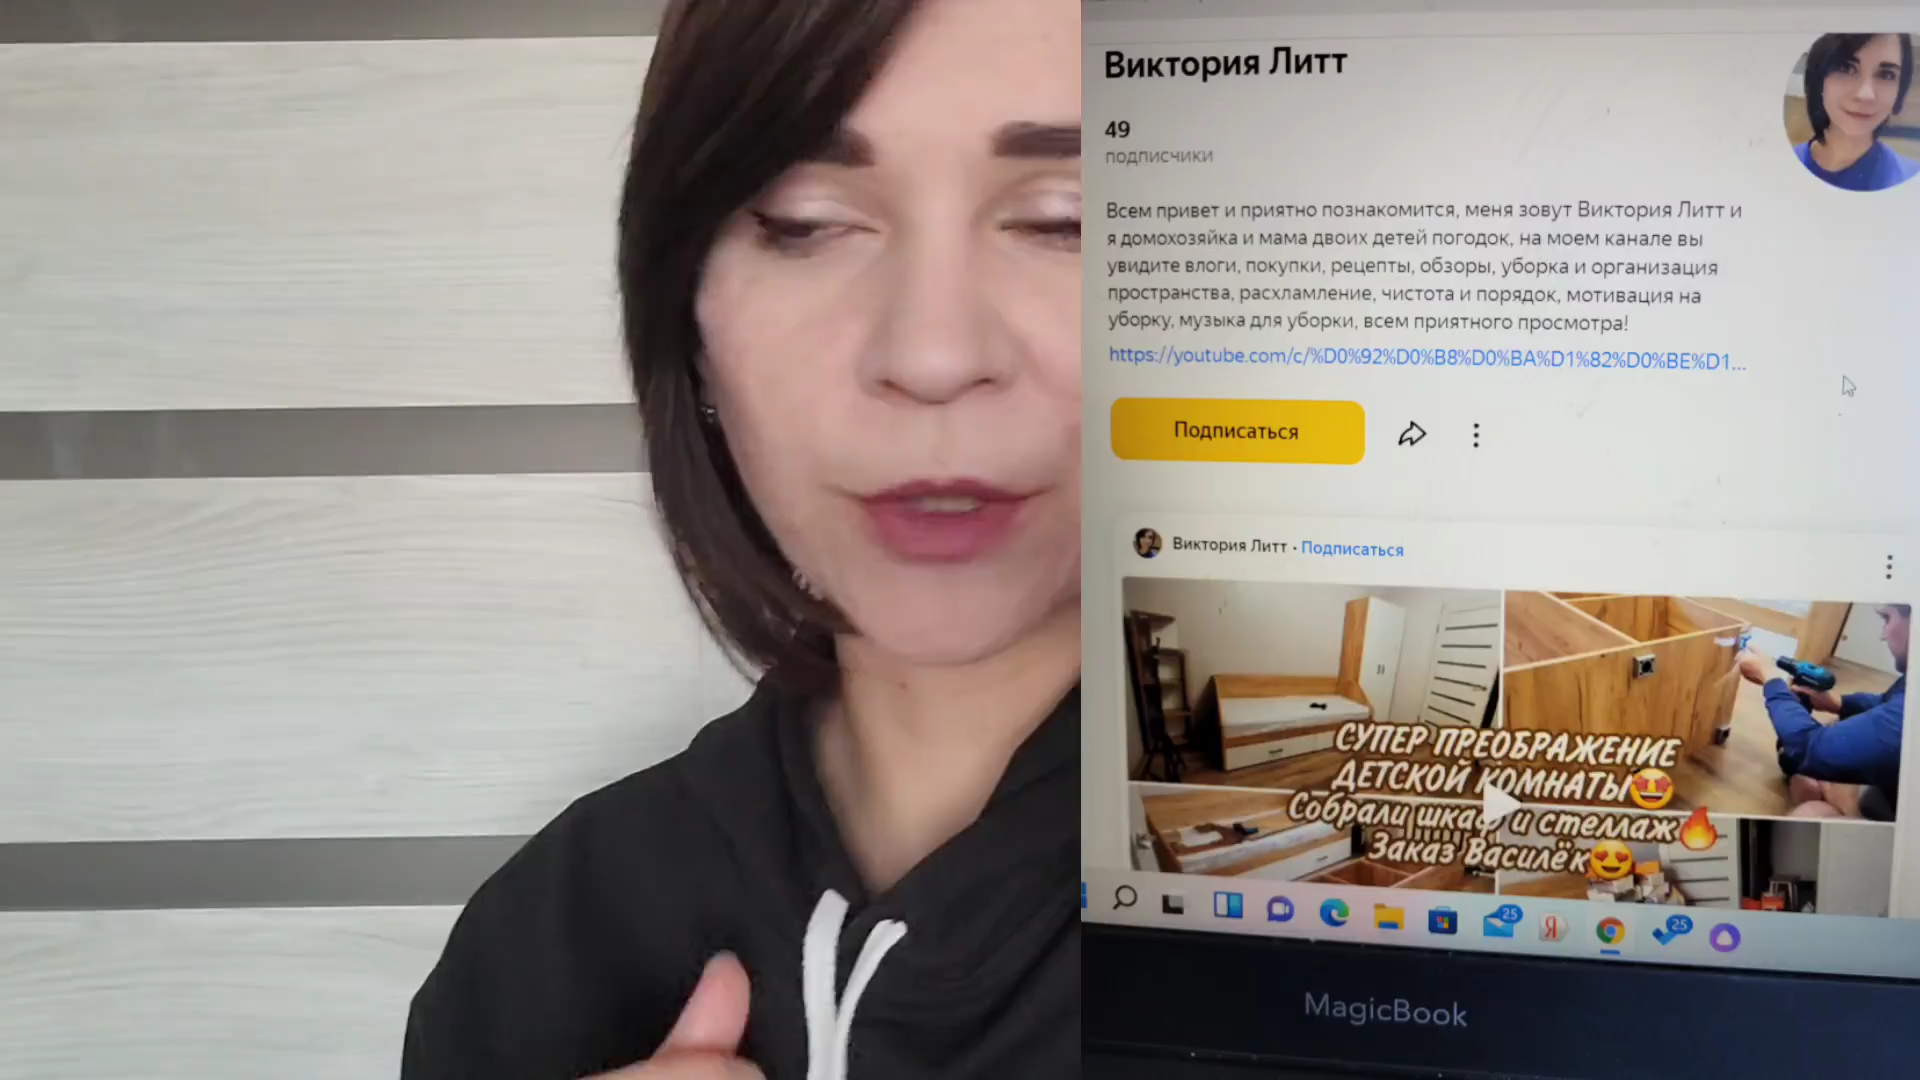 Виктория Литт
49
подписчики
Всем привет и приятно познакомится, меня зовут Виктория Литт и
я домохозяйка и мама двоих детей погодок, на моем канале вы
увидите влоги, покупки, рецепты, обзоры, уборка и организация
пространства, расхламление, чистота и порядок, мотивация на
уборку, музыка для уборки, всем приятного просмотра!
https://youtube.com/c/%D0%92%D0%B8%D0%BA%D1%82%D0%BE%D1...
Подписаться
Виктория Литт • Подписаться
СУПЕР ПРЕОБРАЖЕНИЕ
ДЕТСКОЙ КОМНАТЫ
Собрали шкаф и стеллаж
Заказ Василёк
25
Я
25
MagicBook